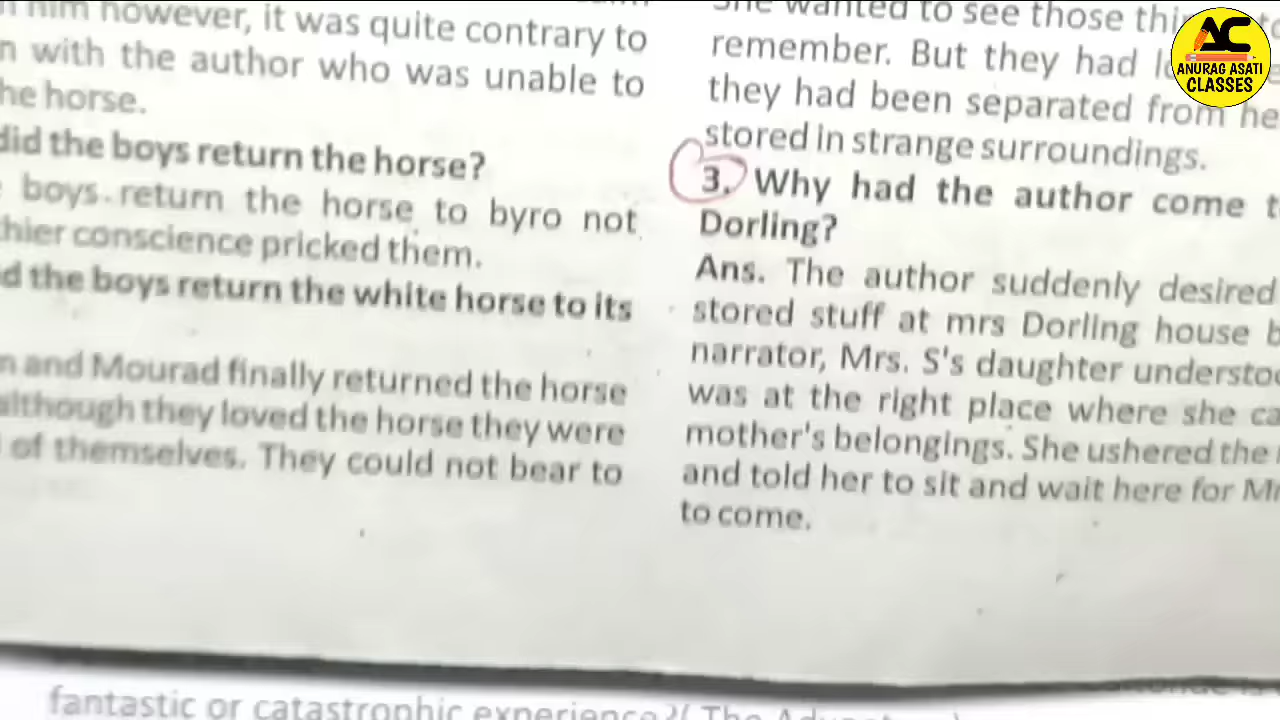 him however, it was quite contrary to
with the author who was unable to
he horse.
did the boys return the horse?
boys return the horse to byro not
thier conscience pricked them.
the boys return the white horse to its
and Mourad finally returned the horse
although they loved the horse they were
of themselves. They could not bear to
She wanted to see those
remember. But they had
they had been separated from
stored in strange surroundings.
3. Why had the author come
Dorling?
Ans. The author suddenly desired
stored stuff at mrs Dorling house
narrator, Mrs. S's daughter
was at the right place where she
mother's belongings. She ushered the
and told her to sit and wait here for
to come.
fantastic or catastrophic experience?( The
AC
ANURAG ASATI
CLASSES